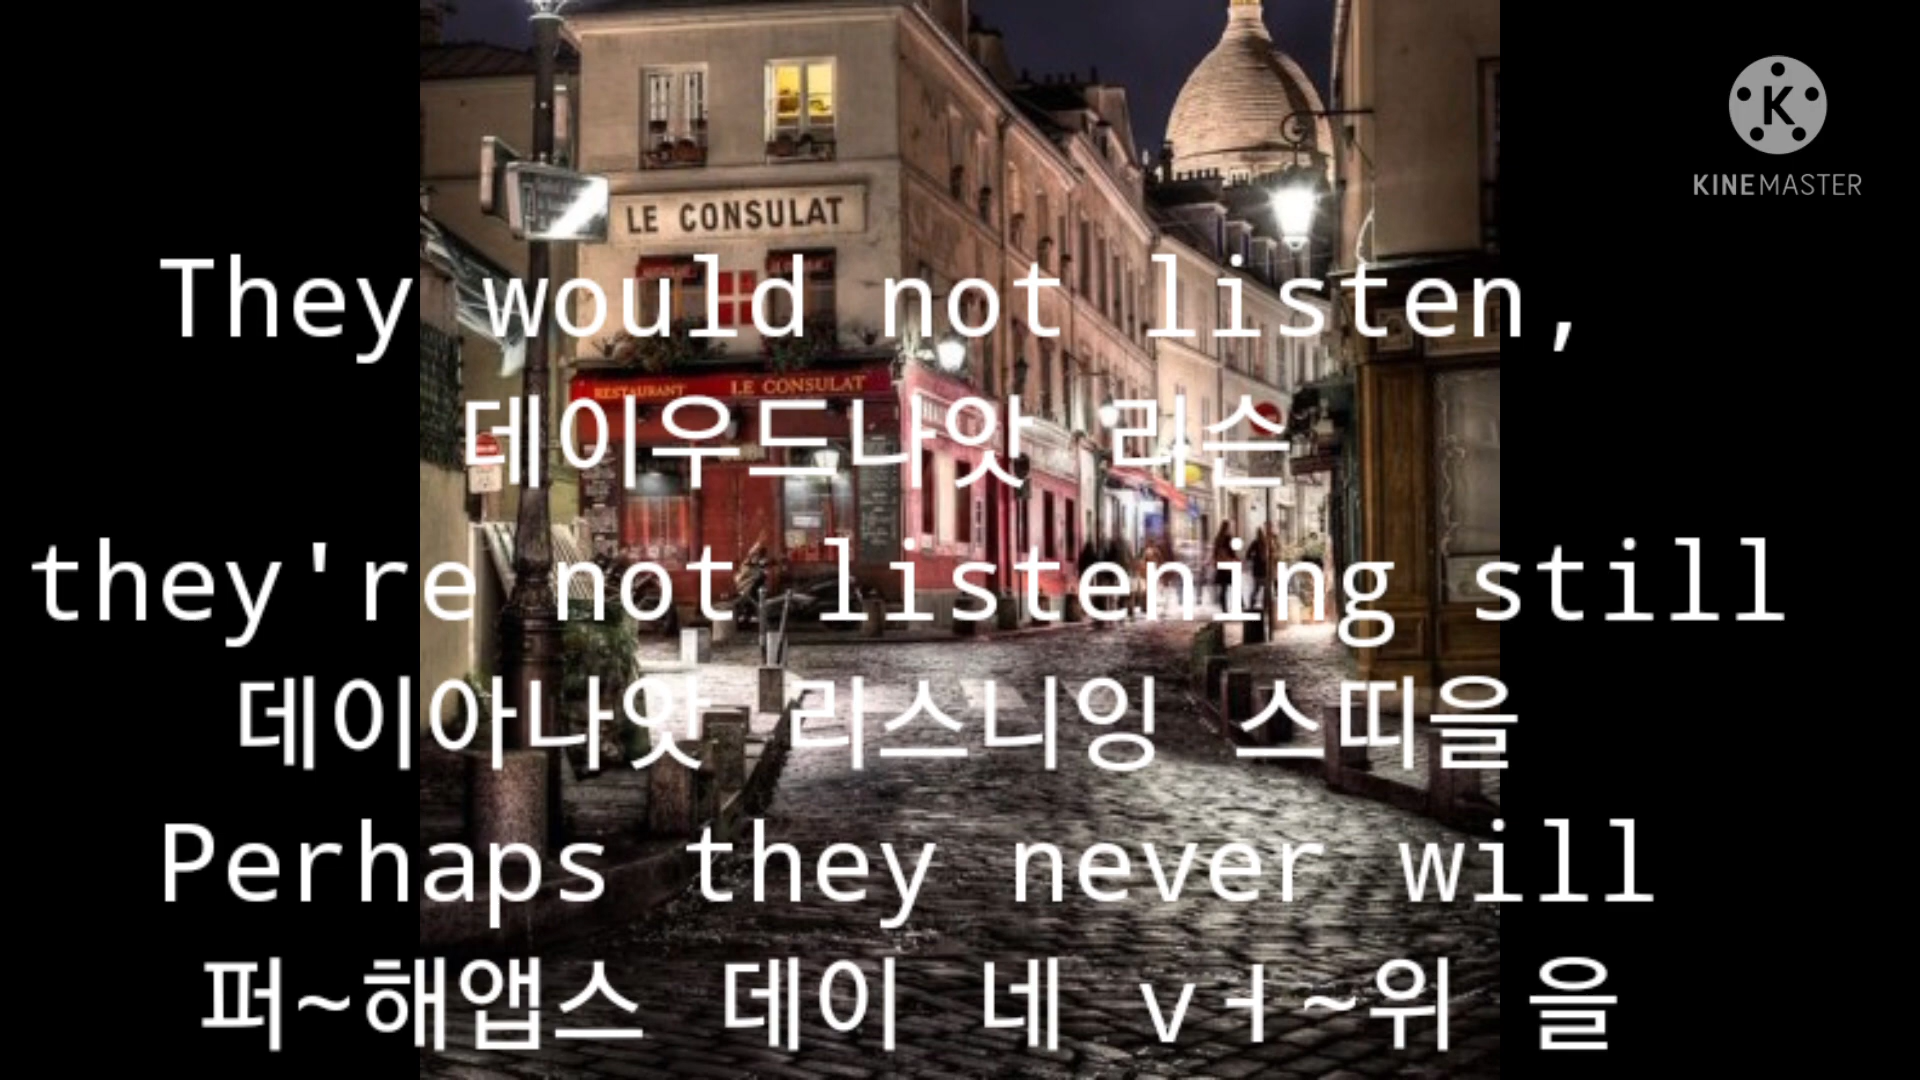 KINEMASTER
LE CONSULAT
They would not listen,
RESTAURANT LE CONSULAT
데이우드나앗 리슨
they're not listening still
데이아나앗 리스니잉 스띠을
Perhaps they never will
퍼~해앱스 데이 네 vㅓ~위 을